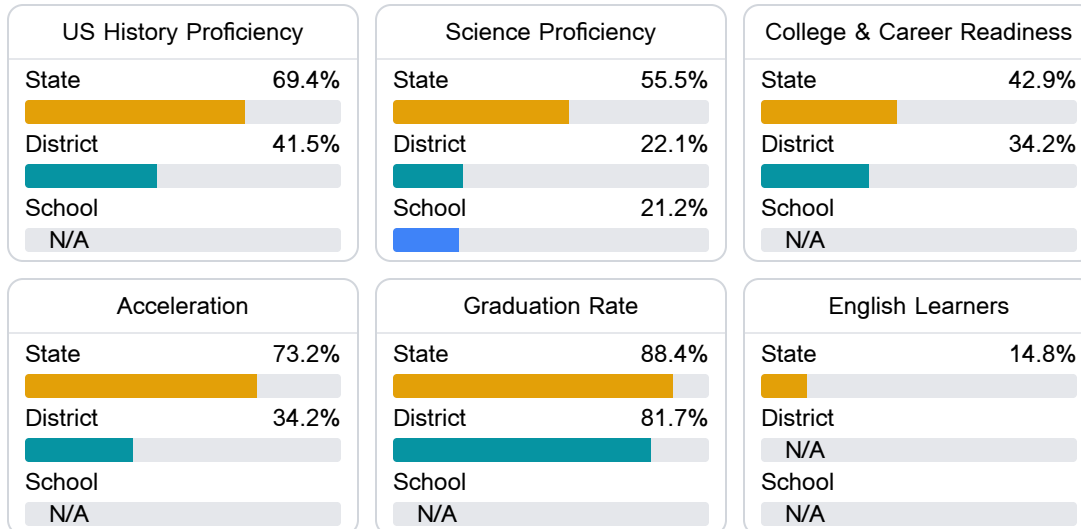 US History Proficiency
State 69.4%
District 41.5%
School
N/A
Science Proficiency
State 55.5%
District 22.1%
School 21.2%
College & Career Readiness
State 42.9%
District 34.2%
School
N/A
Acceleration
State 73.2%
District 34.2%
School
N/A
Graduation Rate
State 88.4%
District 81.7%
School
N/A
English Learners
State 14.8%
District
N/A
School
N/A